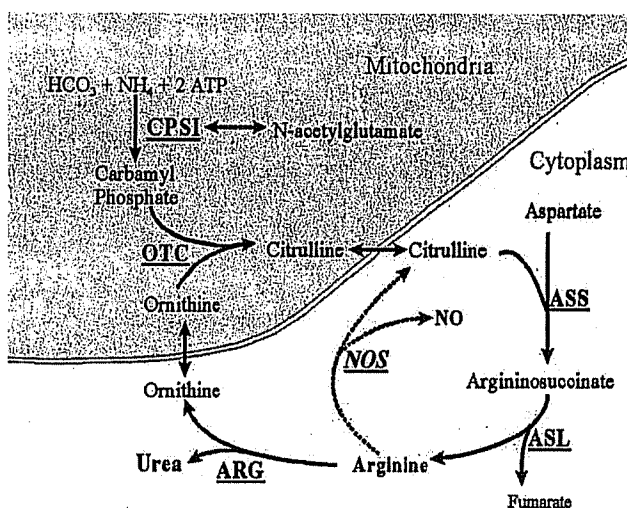 Mitochondria
HCO₃ + NH₄ + 2 ATP
CPSI
N-acetylglutamate
Cytoplasm
Carbamyl
Phosphate
Aspartate
OTC
Citrulline
Citrulline
Ornithine
ASS
NO
NOS
Ornithine
Argininosuccinate
Urea
ARG
Arginine
ASL
Fumarate